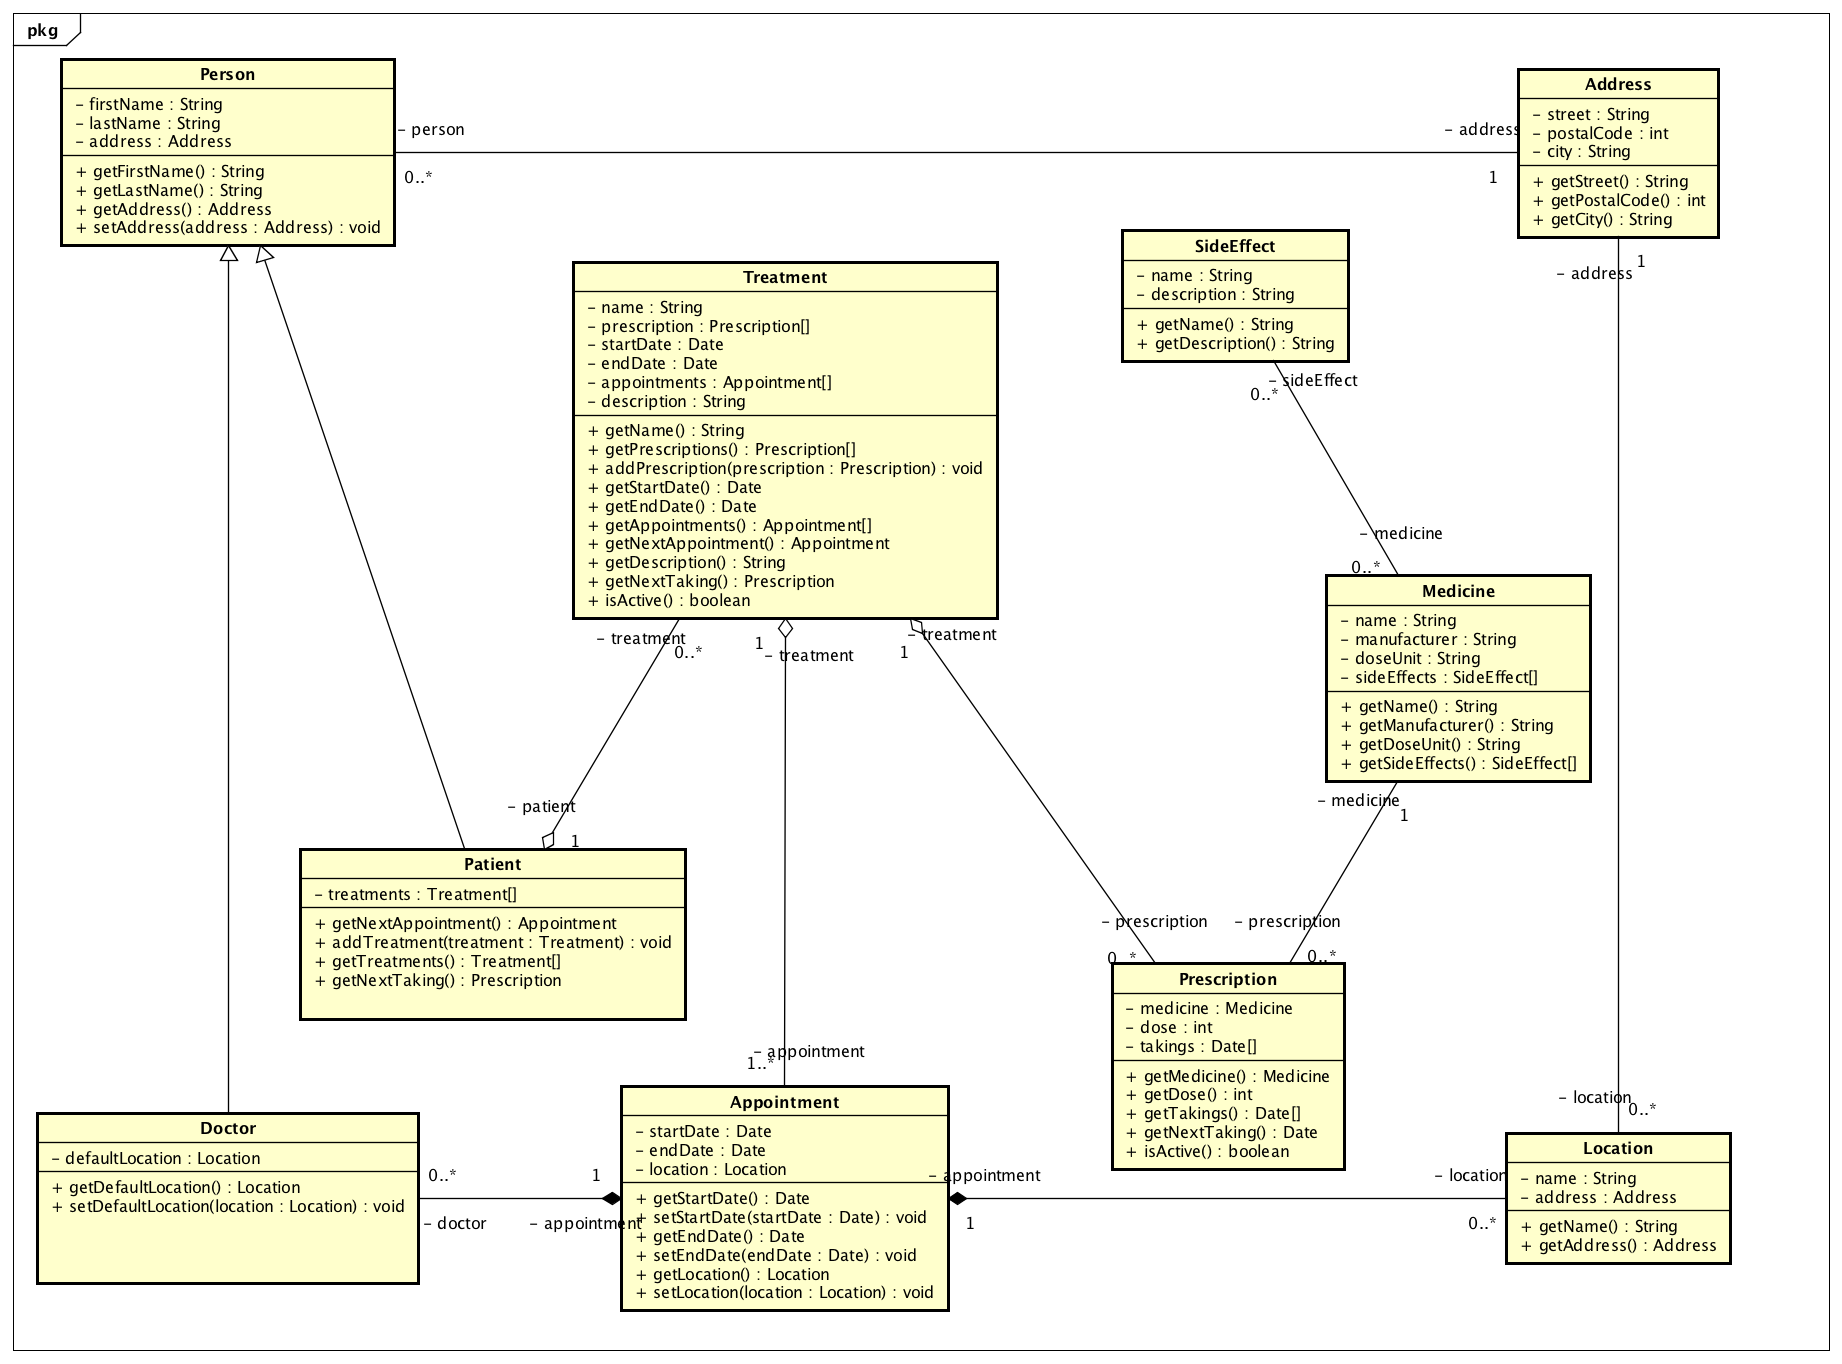 pkg
Person
– firstName : String
– lastName : String
– address : Address
+ getFirstName() : String
+ getLastName() : String
+ getAddress() : Address
+ setAddress(address : Address) : void
– person
0..*
– address
1
Address
– street : String
– postalCode : int
– city : String
+ getStreet() : String
+ getPostalCode() : int
+ getCity() : String
1
– address
SideEffect
– name : String
– description : String
+ getName() : String
+ getDescription() : String
– sideEffect
0..*
Treatment
– name : String
– prescription : Prescription[]
– startDate : Date
– endDate : Date
– appointments : Appointment[]
– description : String
+ getName() : String
+ getPrescriptions() : Prescription[]
+ addPrescription(prescription : Prescription) : void
+ getStartDate() : Date
+ getEndDate() : Date
+ getAppointments() : Appointment[]
+ getNextAppointment() : Appointment
+ getDescription() : String
+ getNextTaking() : Prescription
+ isActive() : boolean
– treatment
0..*
1
– treatment
– treatment
1
– medicine
0..*
Medicine
– name : String
– manufacturer : String
– doseUnit : String
– sideEffects : SideEffect[]
+ getName() : String
+ getManufacturer() : String
+ getDoseUnit() : String
+ getSideEffects() : SideEffect[]
– medicine
1
– patient
1
Patient
– treatments : Treatment[]
+ getNextAppointment() : Appointment
+ addTreatment(treatment : Treatment) : void
+ getTreatments() : Treatment[]
+ getNextTaking() : Prescription
– prescription
0..*
– prescription
0..*
Prescription
– medicine : Medicine
– dose : int
– takings : Date[]
+ getMedicine() : Medicine
+ getDose() : int
+ getTakings() : Date[]
+ getNextTaking() : Date
+ isActive() : boolean
– appointment
1..*
Doctor
– defaultLocation : Location
+ getDefaultLocation() : Location
+ setDefaultLocation(location : Location) : void
0..*
– doctor
1
– appointment
Appointment
– startDate : Date
– endDate : Date
– location : Location
+ getStartDate() : Date
+ setStartDate(startDate : Date) : void
+ getEndDate() : Date
+ setEndDate(endDate : Date) : void
+ getLocation() : Location
+ setLocation(location : Location) : void
– appointment
1
– location
0..*
– location
0..*
Location
– name : String
– address : Address
+ getName() : String
+ getAddress() : Address